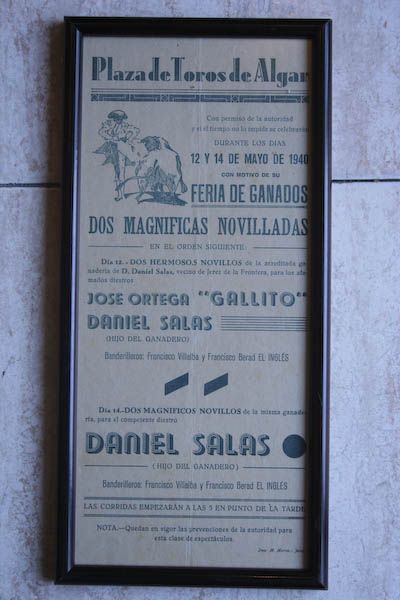 Plaza de Toros de Algar
Con permiso de la autoridad
y si el tiempo no lo impide se celebrarán
DURANTE LOS DIAS
12 Y 14 DE MAYO DE 1940
CON MOTIVO DE SU
FERIA DE GANADOS
DOS MAGNIFICAS NOVILLADAS
EN EL ORDEN SIGUIENTE:
Día 12.-DOS HERMOSO,S NOVILLOS de la acreditada ga-
nadería de D. Daniel Salas, vecino de Jerez de la Frontera, para los afa-
mados diestros
JOSE ORTEGA "GALLITO"
DANIEL SALAS
(HIJO DEL GANADERO)
Banderilleros: Francisco Villalba y Francisco Berad EL INGLÉS
Día 14.-DOS MAGNIFICOS NOVILLOS de la misma ganade-
ría, para el competente diestro
DANIEL SALAS
(HIJO DEL GANADERO)
Banderilleros: Francisco Villalba y Francisco Berad EL INGLÉS
LAS CORRIDAS EMPEZARÁN A LAS 5 EN PUNTO DE LA TARDE
NOTA.—Quedan en vigor las prevenciones de la autoridad para
esta clase de espectáculos.